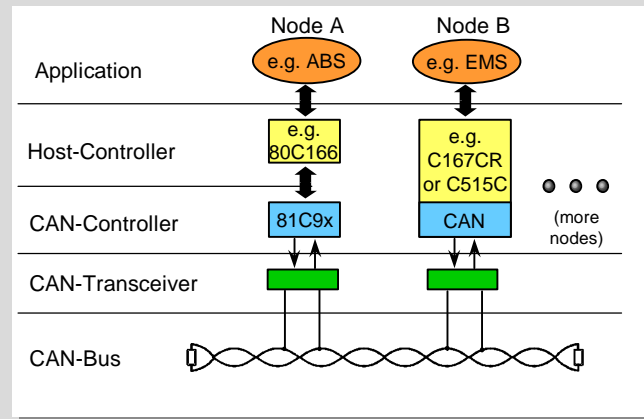 Node A
Node B
Application
e.g. ABS
e.g. EMS
Host-Controller
e.g.
80C166
e.g.
C167CR
or C515C
CAN-Controller
81C9x
CAN
(more
nodes)
CAN-Transceiver
CAN-Bus